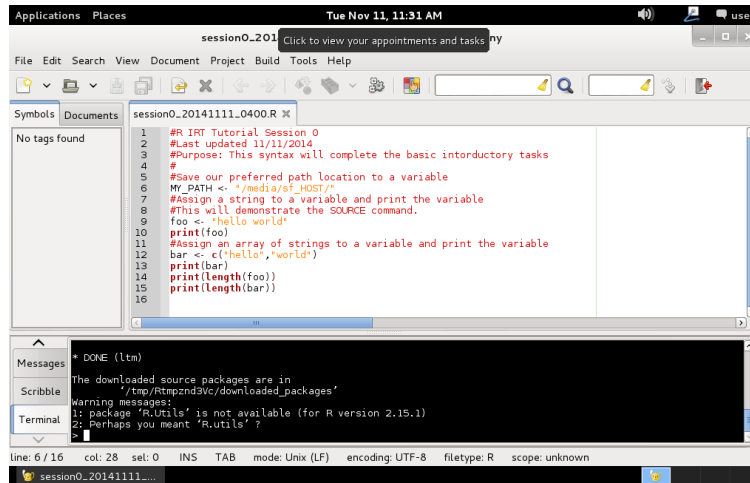 Applications Places Tue Nov 11, 11:31 AM use
session0_201 ny
Click to view your appointments and tasks
File Edit Search View Document Project Build Tools Help
Symbols Documents session0_20141111_0400.R
No tags found
1 #R IRT Tutorial Session 0
2 #Last updated 11/11/2014
3 #Purpose: This syntax will complete the basic intorductory tasks
4 #
5 #Save our preferred path location to a variable
6 MY_PATH <- "/media/sf_HOST/"
7 #Assign a string to a variable and print the variable
8 #This will demonstrate the SOURCE command.
9 foo <- "hello world"
10 print(foo)
11 #Assign an array of strings to a variable and print the variable
12 bar <- c("hello","world")
13 print(bar)
14 print(length(foo))
15 print(length(bar))
16
Messages
Scribble
Terminal
* DONE (ltm)
The downloaded source packages are in
‘/tmp/Rtmpznd3Vc/downloaded_packages’
Warning messages:
1: package ‘R.Utils’ is not available (for R version 2.15.1)
2: Perhaps you meant ‘R.utils’ ?
>
line: 6 / 16 col: 28 sel: 0 INS TAB mode: Unix (LF) encoding: UTF-8 filetype: R scope: unknown
session0_20141111_...